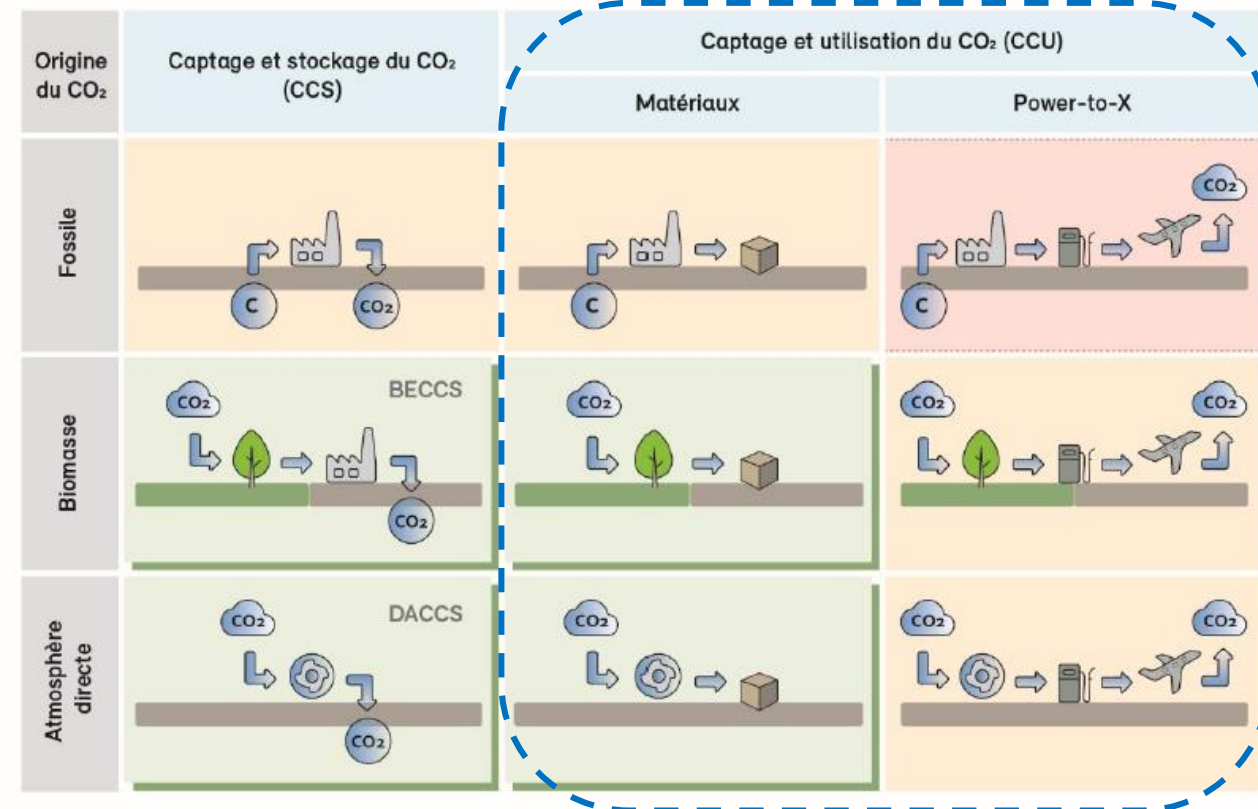 Origine
du CO₂
Captage et stockage du CO₂
(CCS)
Captage et utilisation du CO₂ (CCU)
Matériaux
Power-to-X
Fossile
C
CO₂
C
C
CO₂
Biomasse
BECCS
CO₂
CO₂
CO₂
CO₂
CO₂
Atmosphère
directe
DACCS
CO₂
CO₂
CO₂
CO₂
CO₂